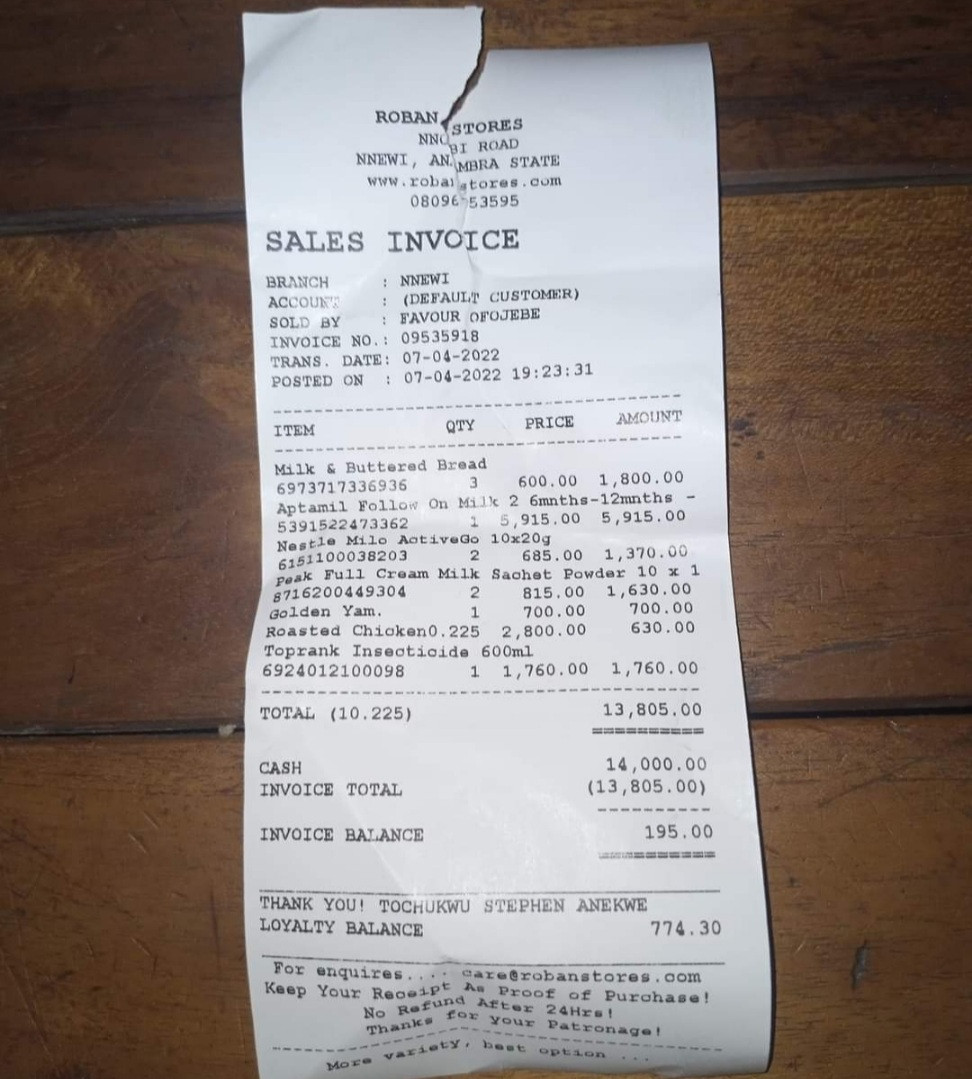 ROBAN STORES
NNOBI ROAD
NNEWI, ANAMBRA STATE
www.robanstores.com
08096 53595
SALES INVOICE
BRANCH : NNEWI
ACCOUNT : (DEFAULT CUSTOMER)
SOLD BY : FAVOUR OFOJEBE
INVOICE NO.: 09535918
TRANS. DATE: 07-04-2022
POSTED ON : 07-04-2022 19:23:31
ITEM QTY PRICE AMOUNT
Milk & Buttered Bread
6973717336936 3 600.00 1,800.00
Aptamil Follow On Milk 2 6mnths-12mnths -
5391522473362 1 5,915.00 5,915.00
Nestle Milo ActiveGo 10x20g
6151100038203 2 685.00 1,370.00
Peak Full Cream Milk Sachet Powder 10 x 1
8716200449304 2 815.00 1,630.00
Golden Yam. 1 700.00 700.00
Roasted Chicken0.225 2,800.00 630.00
Toprank Insecticide 600ml
6924012100098 1 1,760.00 1,760.00
TOTAL (10.225) 13,805.00
CASH 14,000.00
INVOICE TOTAL (13,805.00)
INVOICE BALANCE 195.00
THANK YOU! TOCHUKWU STEPHEN ANEKWE
LOYALTY BALANCE 774.30
For enquires.... care@robanstores.com
Keep Your Receipt As Proof of Purchase!
No Refund After 24Hrs!
Thanks for your Patronage!
More variety, best option ...